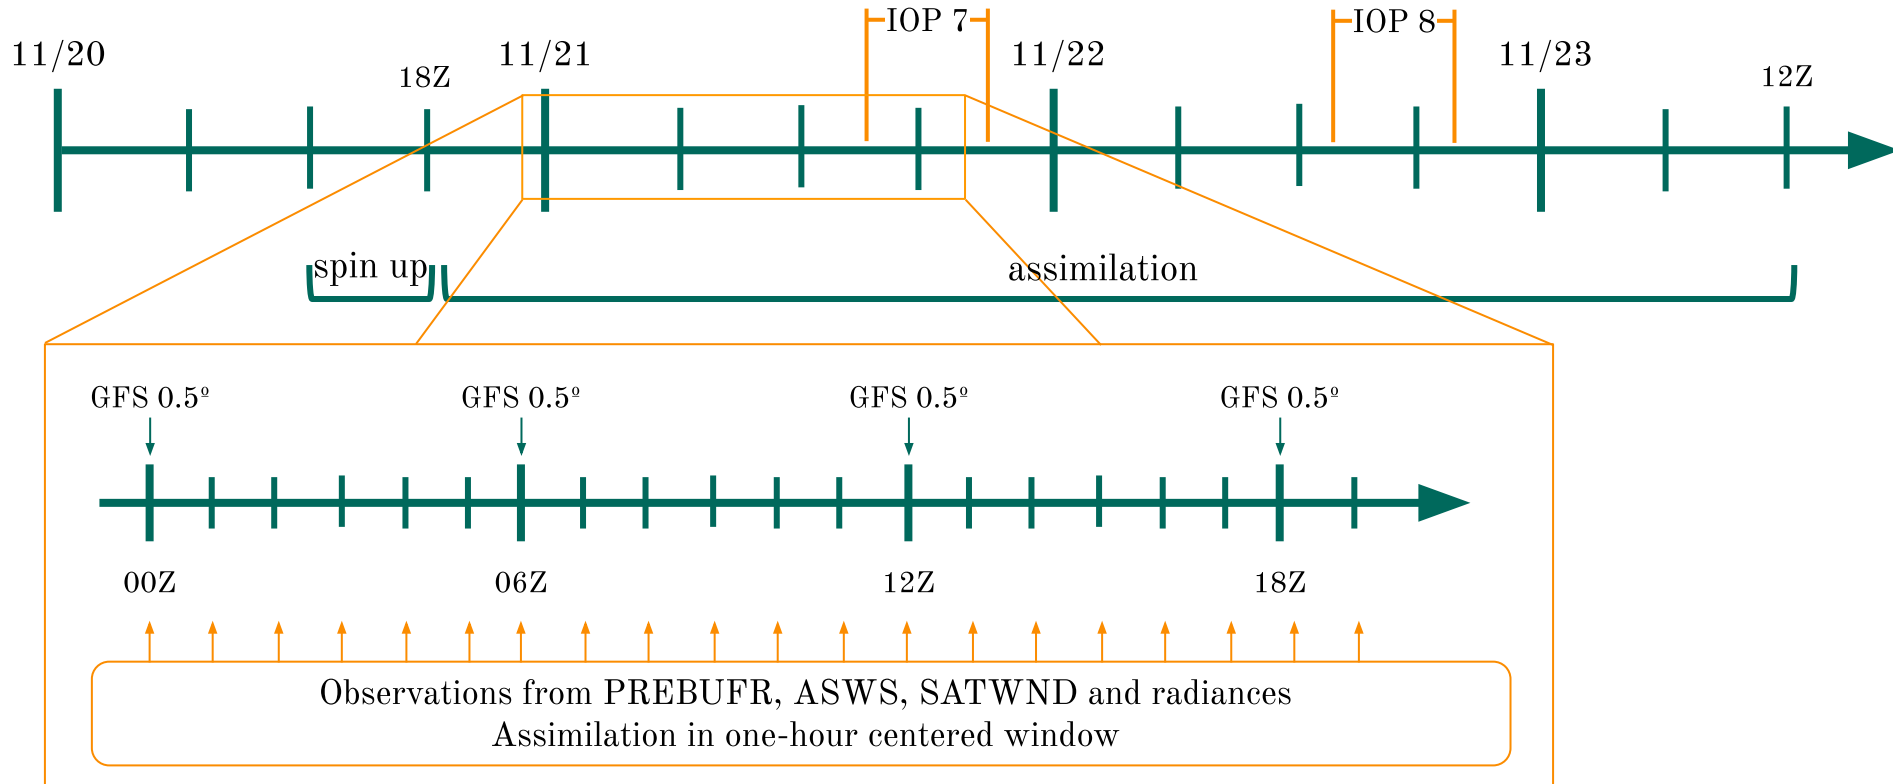 IOP 7
IOP 8
11/20
18Z
11/21
11/22
11/23
12Z
spin up
assimilation
GFS 0.5º
GFS 0.5º
GFS 0.5º
GFS 0.5º
00Z
06Z
12Z
18Z
Observations from PREBUFR, ASWS, SATWND and radiances
Assimilation in one-hour centered window